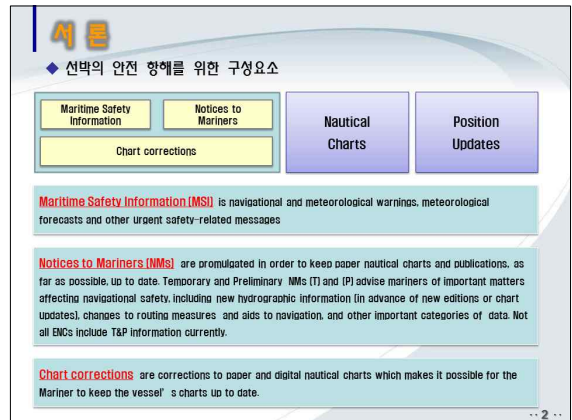 서 론
◆ 선박의 안전 항해를 위한 구성요소
Maritime Safety
Information
Notices to
Mariners
Chart corrections
Nautical
Charts
Position
Updates
Maritime Safety Information (MSI) is navigational and meteorological warnings, meteorological
forecasts and other urgent safety-related messages
Notices to Mariners (NMs) are promulgated in order to keep paper nautical charts and publications, as
far as possible, up to date. Temporary and Preliminary NMs (T) and (P) advise mariners of important matters
affecting navigational safety, including new hydrographic information (in advance of new editions or chart
updates), changes to routing measures and aids to navigation, and other important categories of data. Not
all ENCs include T&P information currently.
Chart corrections are corrections to paper and digital nautical charts which makes it possible for the
Mariner to keep the vessel' s charts up to date.
·· 2 ··